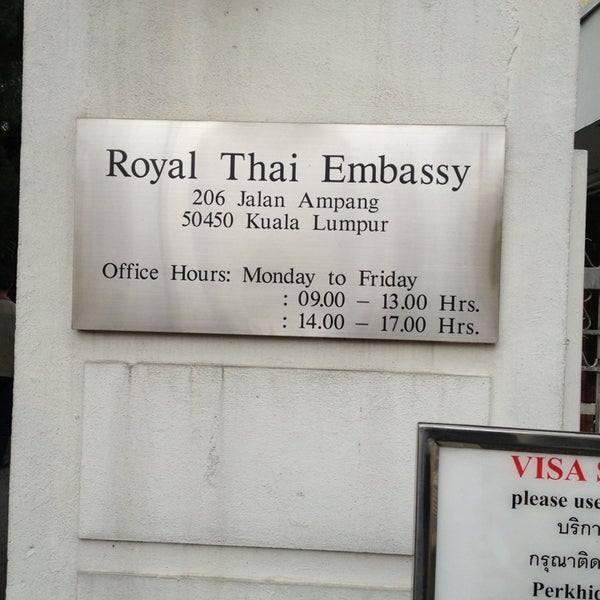 Royal Thai Embassy
206 Jalan Ampang
50450 Kuala Lumpur
Office Hours: Monday to Friday
: 09.00 – 13.00 Hrs.
: 14.00 – 17.00 Hrs.
VISA
please use